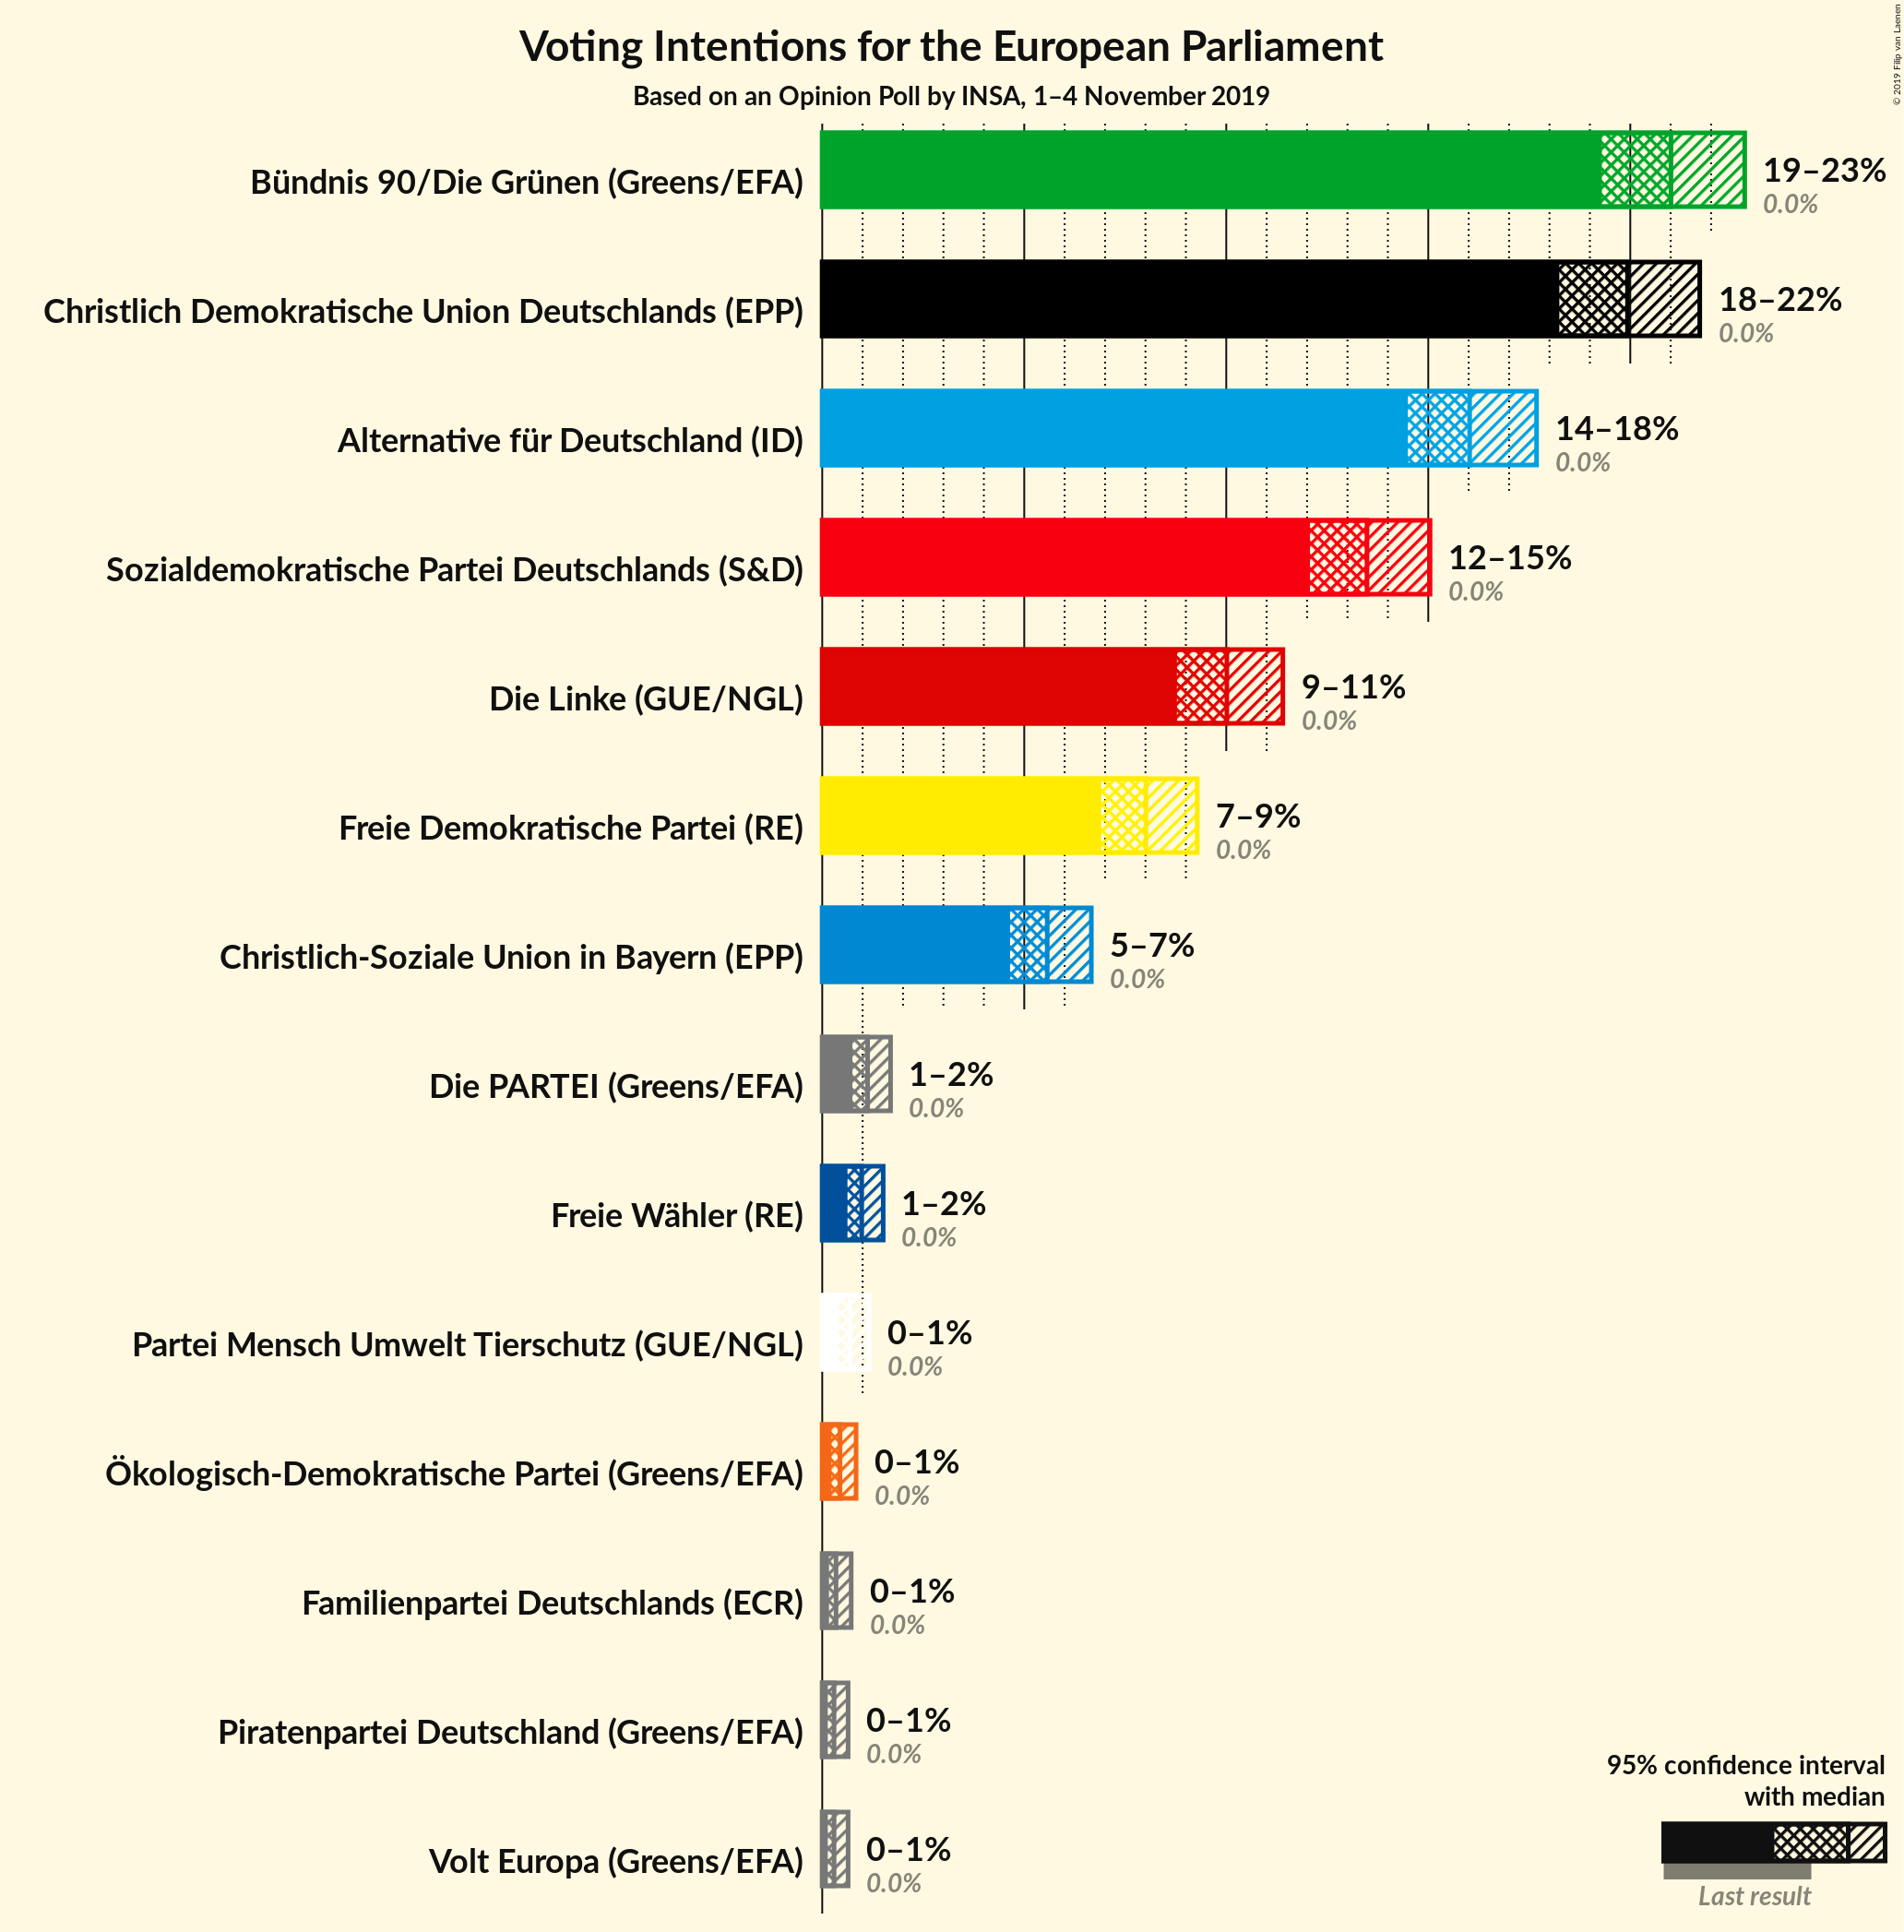 Voting Intentions for the European Parliament
Based on an Opinion Poll by INSA, 1–4 November 2019
© 2019 Filip van Laenen
Bündnis 90/Die Grünen (Greens/EFA)
19–23%
0.0%
Christlich Demokratische Union Deutschlands (EPP)
18–22%
0.0%
Alternative für Deutschland (ID)
14–18%
0.0%
Sozialdemokratische Partei Deutschlands (S&D)
12–15%
0.0%
Die Linke (GUE/NGL)
9–11%
0.0%
Freie Demokratische Partei (RE)
7–9%
0.0%
Christlich-Soziale Union in Bayern (EPP)
5–7%
0.0%
Die PARTEI (Greens/EFA)
1–2%
0.0%
Freie Wähler (RE)
1–2%
0.0%
Partei Mensch Umwelt Tierschutz (GUE/NGL)
0–1%
0.0%
Ökologisch-Demokratische Partei (Greens/EFA)
0–1%
0.0%
Familienpartei Deutschlands (ECR)
0–1%
0.0%
Piratenpartei Deutschland (Greens/EFA)
0–1%
0.0%
Volt Europa (Greens/EFA)
0–1%
0.0%
95% confidence interval
with median
Last result